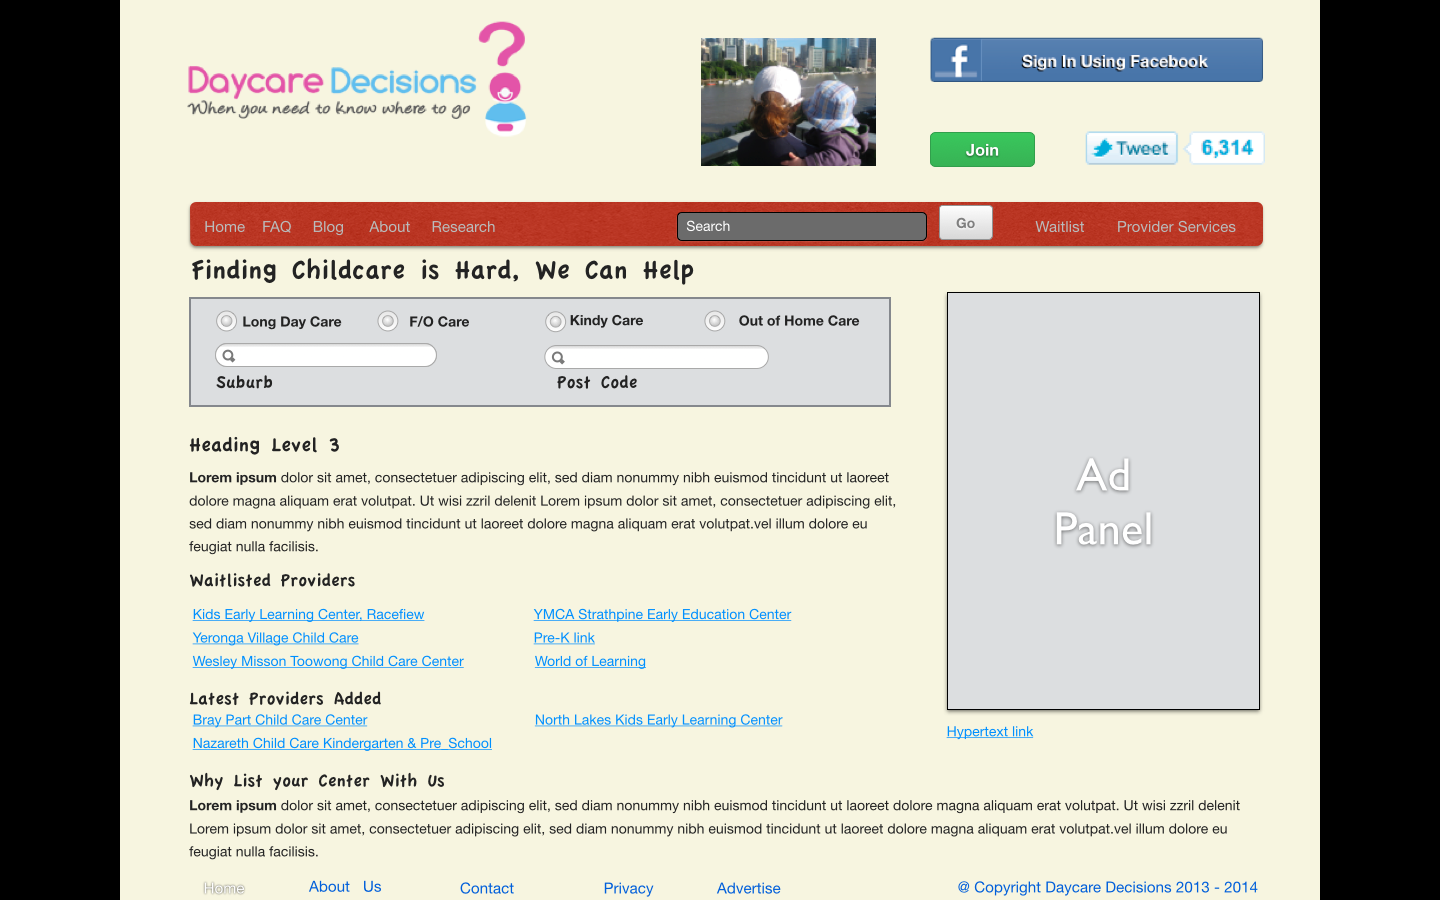 ?
Daycare Decisions
When you need to know where to go
f
Sign In Using Facebook
Join
Tweet
6,314
Home FAQ Blog About Research
Search
Go
Waitlist Provider Services
Finding Childcare is Hard, We Can Help
Long Day Care F/O Care Kindy Care Out of Home Care
Suburb Post Code
Heading Level 3
Lorem ipsum dolor sit amet, consectetuer adipiscing elit, sed diam nonummy nibh euismod tincidunt ut laoreet
dolore magna aliquam erat volutpat. Ut wisi zzril delenit Lorem ipsum dolor sit amet, consectetuer adipiscing elit,
sed diam nonummy nibh euismod tincidunt ut laoreet dolore magna aliquam erat volutpat.vel illum dolore eu
feugiat nulla facilisis.
Ad
Panel
Waitlisted Providers
Kids Early Learning Center, Racefiew YMCA Strathpine Early Education Center
Yeronga Village Child Care Pre-K link
Wesley Misson Toowong Child Care Center World of Learning
Latest Providers Added
Bray Part Child Care Center North Lakes Kids Early Learning Center
Nazareth Child Care Kindergarten & Pre_School
Hypertext link
Why List your Center With Us
Lorem ipsum dolor sit amet, consectetuer adipiscing elit, sed diam nonummy nibh euismod tincidunt ut laoreet dolore magna aliquam erat volutpat. Ut wisi zzril delenit
Lorem ipsum dolor sit amet, consectetuer adipiscing elit, sed diam nonummy nibh euismod tincidunt ut laoreet dolore magna aliquam erat volutpat.vel illum dolore eu
feugiat nulla facilisis.
Home About Us Contact Privacy Advertise @ Copyright Daycare Decisions 2013 - 2014